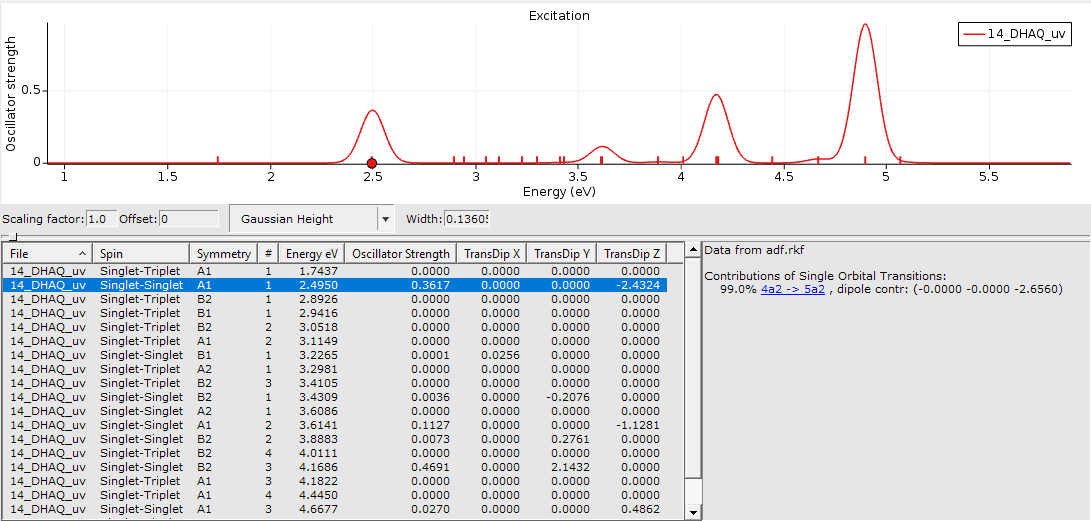 Excitation
14_DHAQ_uv
Oscillator strength
0.5
0
1 1.5 2 2.5 3 3.5 4 4.5 5 5.5
Energy (eV)
Scaling factor: 1.0 Offset: 0 Gaussian Height Width: 0.1360
File Spin Symmetry # Energy eV Oscillator Strength TransDip X TransDip Y TransDip Z
14_DHAQ_uv Singlet-Triplet A1 1 1.7437 0.0000 0.0000 0.0000 0.0000
14_DHAQ_uv Singlet-Singlet A1 1 2.4950 0.3617 0.0000 0.0000 -2.4324
14_DHAQ_uv Singlet-Triplet B2 1 2.8926 0.0000 0.0000 0.0000 0.0000
14_DHAQ_uv Singlet-Triplet B1 1 2.9416 0.0000 0.0000 0.0000 0.0000
14_DHAQ_uv Singlet-Triplet B2 2 3.0518 0.0000 0.0000 0.0000 0.0000
14_DHAQ_uv Singlet-Triplet A1 2 3.1149 0.0000 0.0000 0.0000 0.0000
14_DHAQ_uv Singlet-Singlet B1 1 3.2265 0.0001 0.0256 0.0000 0.0000
14_DHAQ_uv Singlet-Triplet A2 1 3.2981 0.0000 0.0000 0.0000 0.0000
14_DHAQ_uv Singlet-Triplet B2 3 3.4105 0.0000 0.0000 0.0000 0.0000
14_DHAQ_uv Singlet-Singlet B2 1 3.4309 0.0036 0.0000 -0.2076 0.0000
14_DHAQ_uv Singlet-Singlet A2 1 3.6086 0.0000 0.0000 0.0000 0.0000
14_DHAQ_uv Singlet-Singlet A1 2 3.6141 0.1127 0.0000 0.0000 -1.1281
14_DHAQ_uv Singlet-Singlet B2 2 3.8883 0.0073 0.0000 0.2761 0.0000
14_DHAQ_uv Singlet-Triplet B2 4 4.0111 0.0000 0.0000 0.0000 0.0000
14_DHAQ_uv Singlet-Singlet B2 3 4.1686 0.4691 0.0000 2.1432 0.0000
14_DHAQ_uv Singlet-Triplet A1 3 4.1822 0.0000 0.0000 0.0000 0.0000
14_DHAQ_uv Singlet-Triplet A1 4 4.4450 0.0000 0.0000 0.0000 0.0000
14_DHAQ_uv Singlet-Singlet A1 3 4.6677 0.0270 0.0000 0.0000 0.4862
Data from adf.rkf
Contributions of Single Orbital Transitions:
99.0% 4a2 -> 5a2 , dipole contr: (-0.0000 -0.0000 -2.6560)